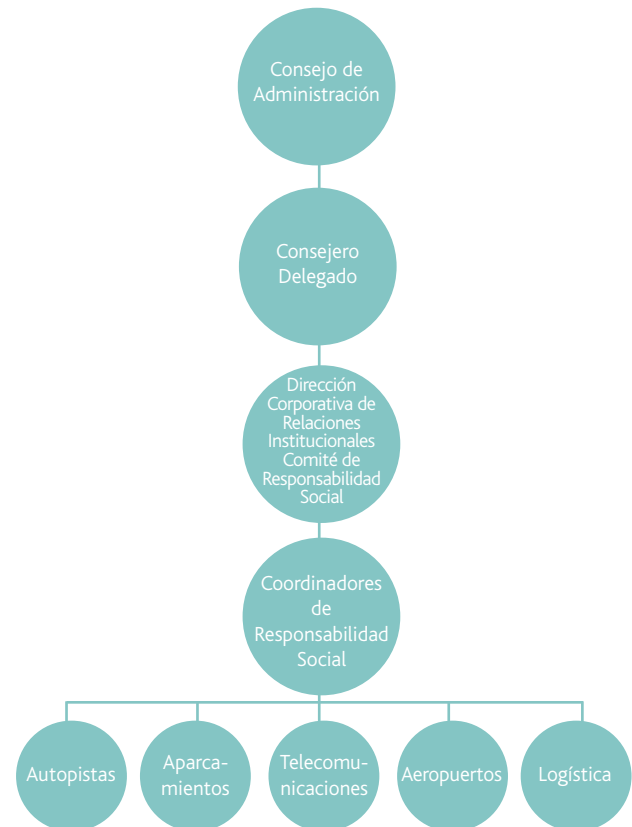 Consejo de
Administración
Consejero
Delegado
Dirección
Corporativa de
Relaciones
Institucionales
Comité de
Responsabilidad
Social
Coordinadores
de
Responsabilidad
Social
Autopistas
Aparca-
mientos
Telecomu-
nicaciones
Aeropuertos
Logística